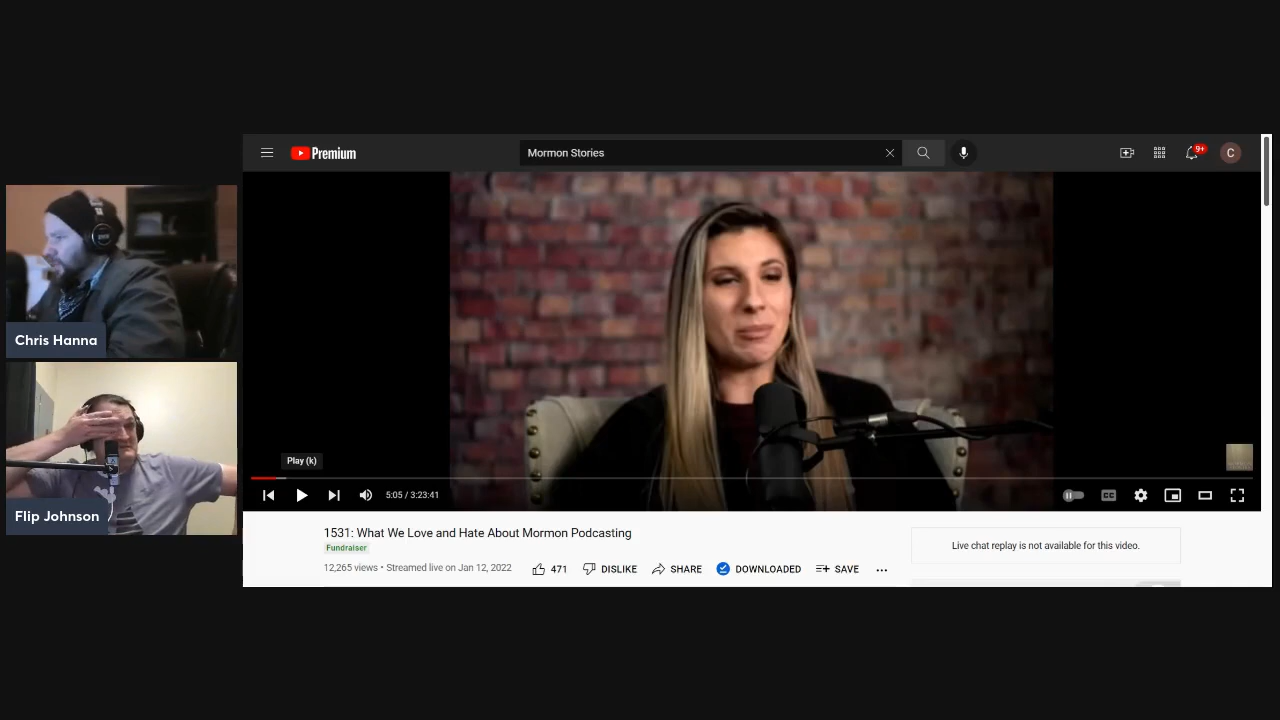 Premium
Mormon Stories
9+
C
Chris Hanna
Flip Johnson
Play (k)
5:05 / 3:23:41
CC
1531: What We Love and Hate About Mormon Podcasting
Fundraiser
12,265 views • Streamed live on Jan 12, 2022
471
DISLIKE
SHARE
DOWNLOADED
SAVE
Live chat replay is not available for this video.